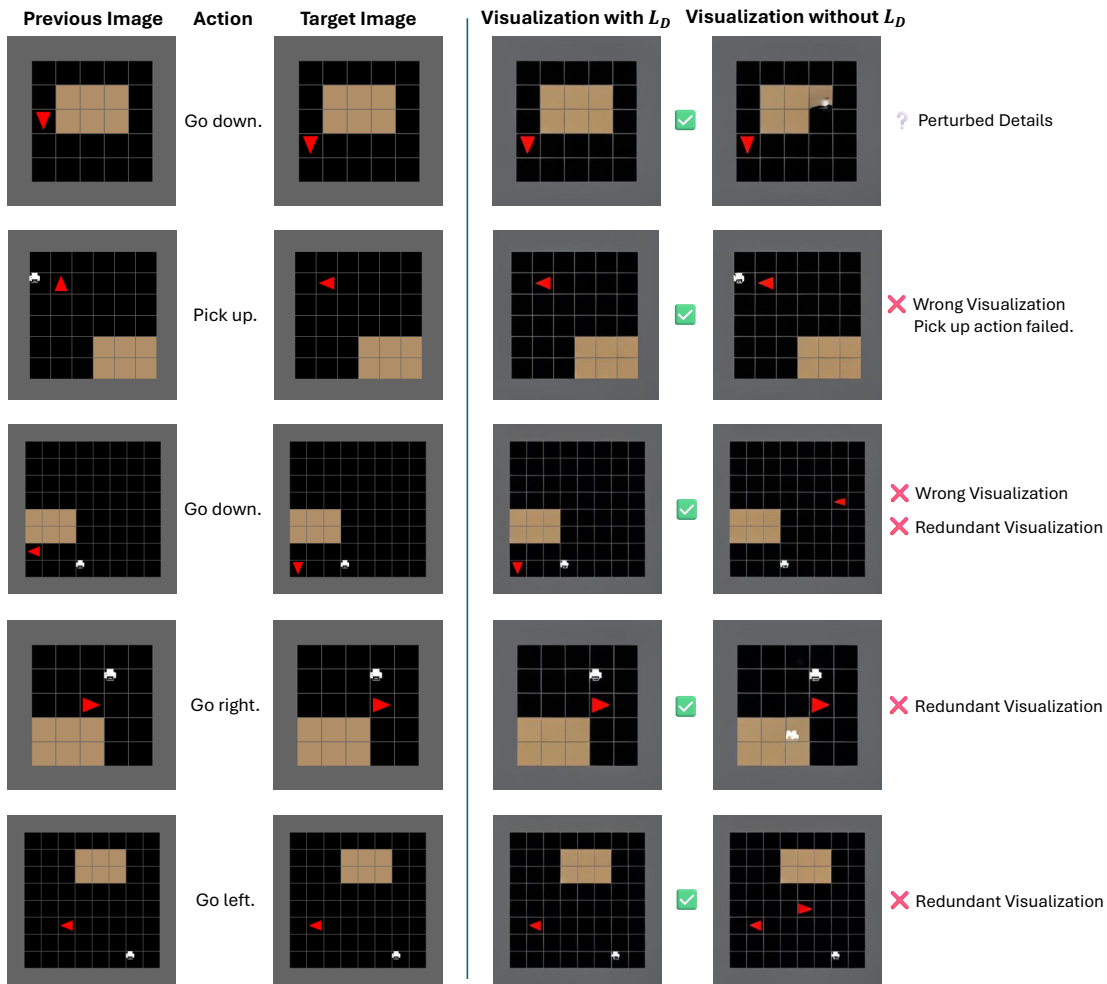 Previous Image Action Target Image Visualization with L_D Visualization without L_D
Go down. ? Perturbed Details
Pick up. Wrong Visualization
Pick up action failed.
Go down. Wrong Visualization
Redundant Visualization
Go right. Redundant Visualization
Go left. Redundant Visualization